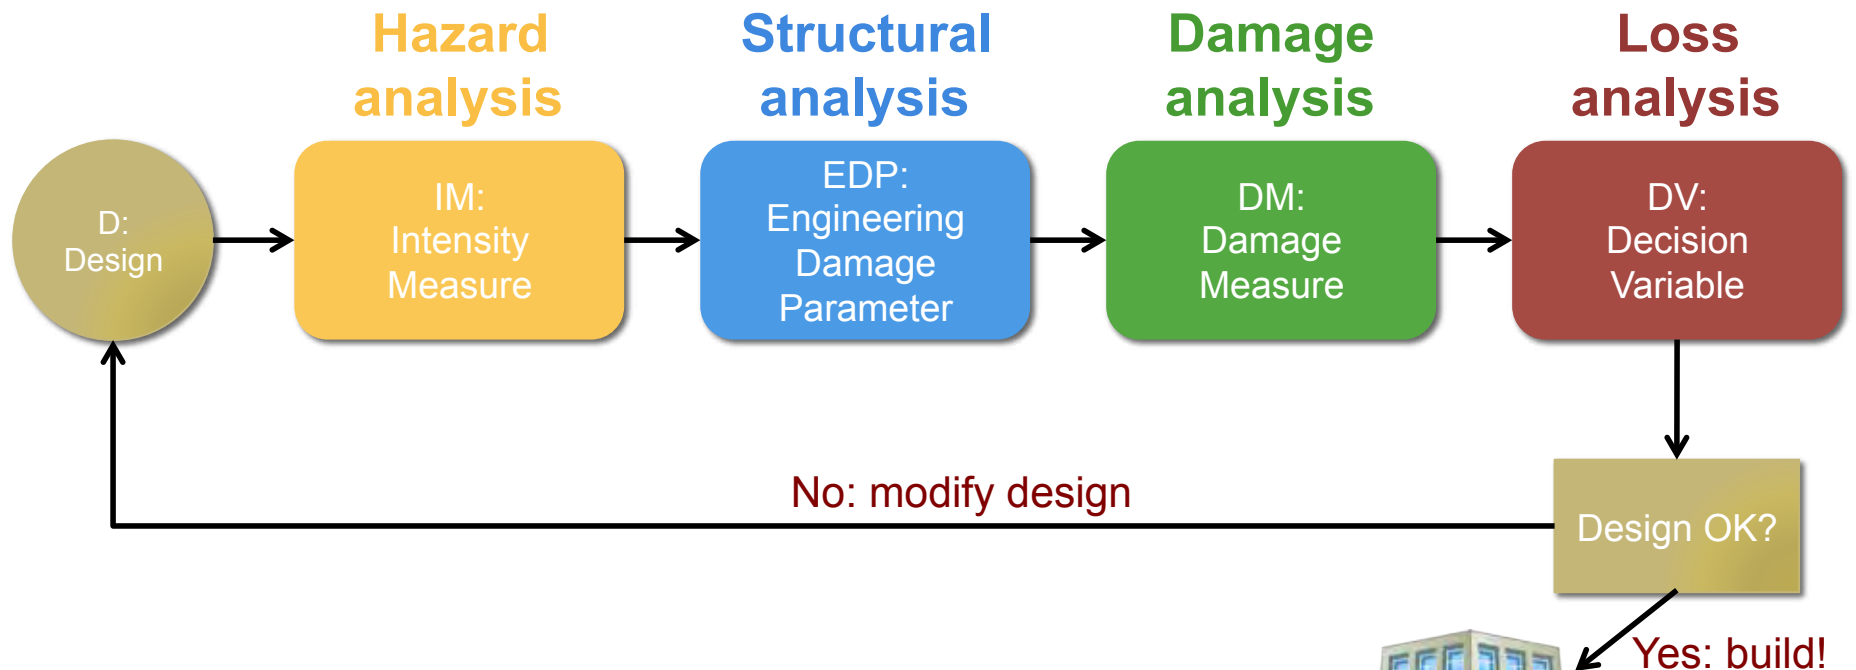 Hazard
analysis
Structural
analysis
Damage
analysis
Loss
analysis
D:
Design
IM:
Intensity
Measure
EDP:
Engineering
Damage
Parameter
DM:
Damage
Measure
DV:
Decision
Variable
No: modify design
Design OK?
Yes: build!